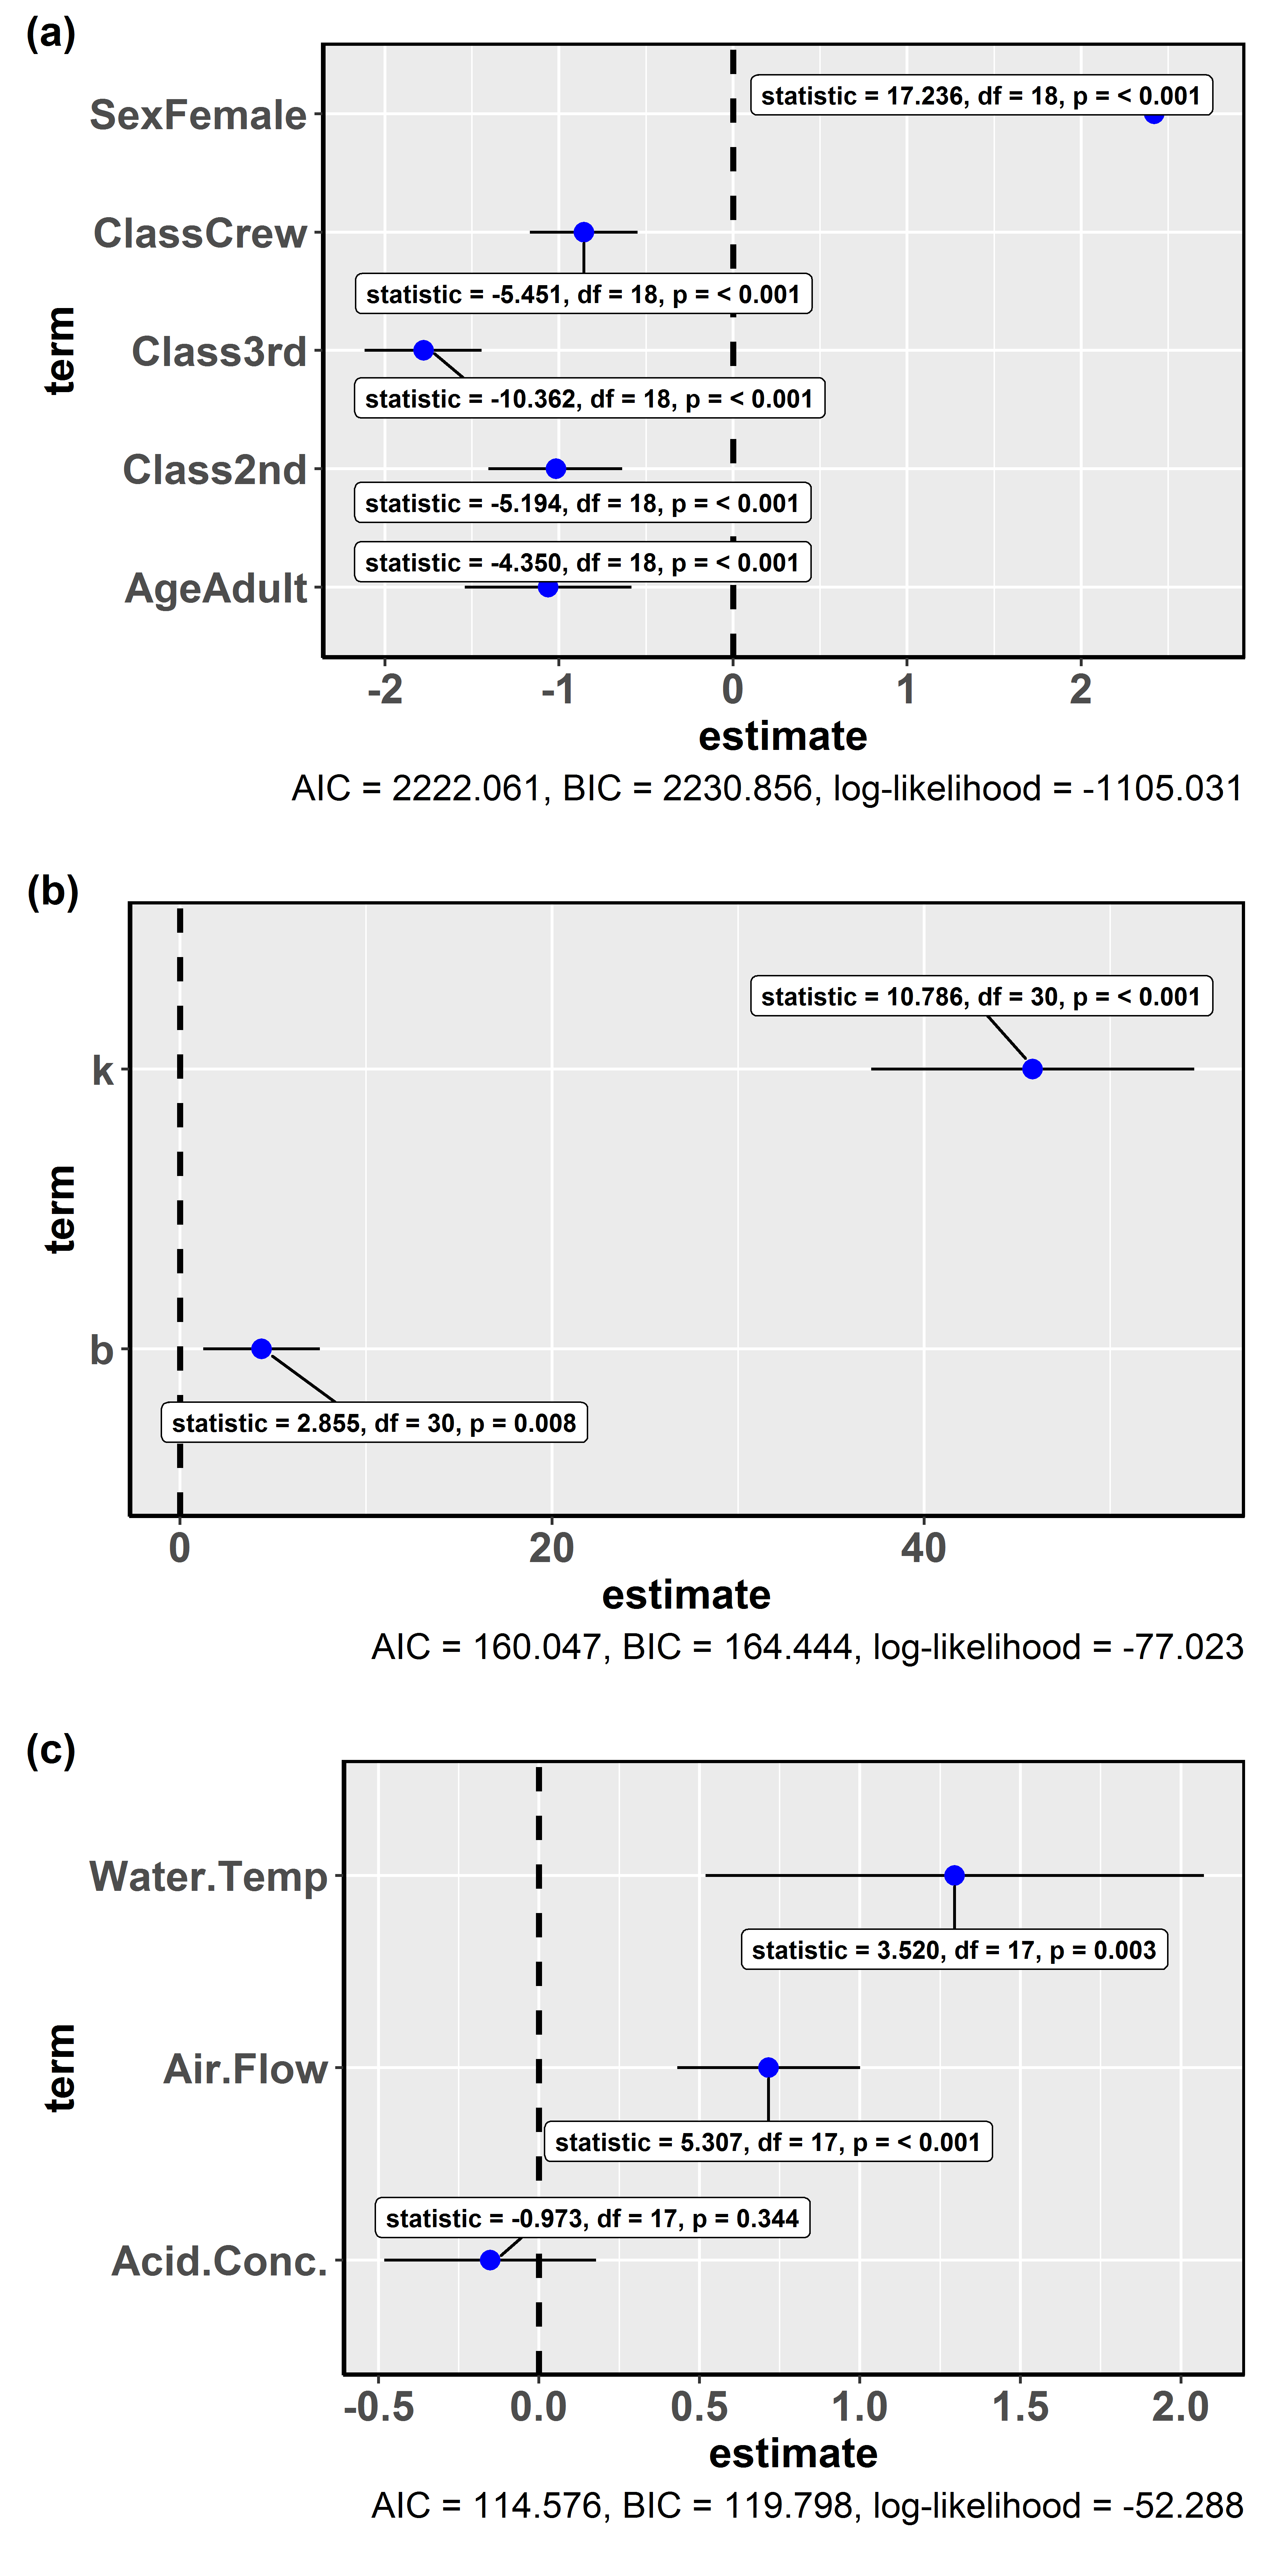 (a)
SexFemale
statistic = 17.236, df = 18, p = < 0.001
ClassCrew
statistic = -5.451, df = 18, p = < 0.001
Class3rd
statistic = -10.362, df = 18, p = < 0.001
Class2nd
statistic = -5.194, df = 18, p = < 0.001
statistic = -4.350, df = 18, p = < 0.001
AgeAdult
term
-2 -1 0 1 2
estimate
AIC = 2222.061, BIC = 2230.856, log-likelihood = -1105.031
(b)
statistic = 10.786, df = 30, p = < 0.001
k
term
b
statistic = 2.855, df = 30, p = 0.008
0 20 40
estimate
AIC = 160.047, BIC = 164.444, log-likelihood = -77.023
(c)
Water.Temp
statistic = 3.520, df = 17, p = 0.003
term
Air.Flow
statistic = 5.307, df = 17, p = < 0.001
statistic = -0.973, df = 17, p = 0.344
Acid.Conc.
-0.5 0.0 0.5 1.0 1.5 2.0
estimate
AIC = 114.576, BIC = 119.798, log-likelihood = -52.288